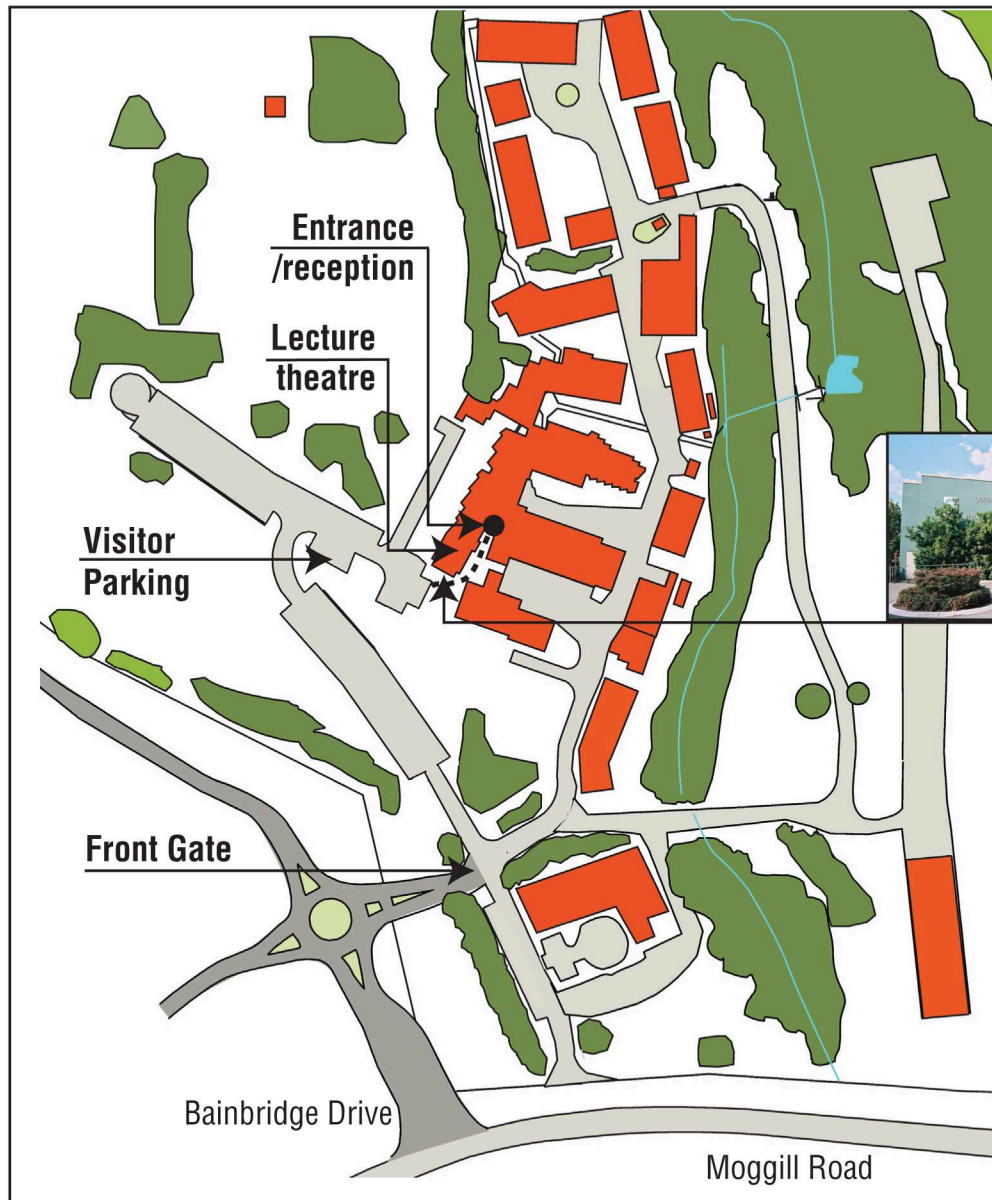 Entrance
/reception
Lecture
theatre
Visitor
Parking
Front Gate
Bainbridge Drive
Moggill Road